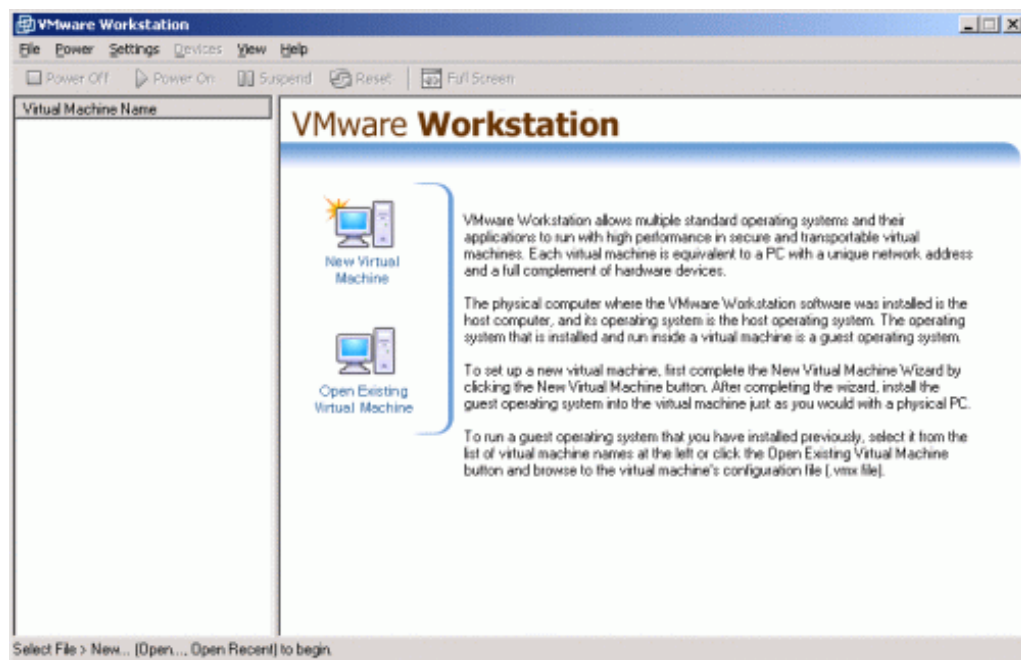 VMware Workstation
File Power Settings Devices View Help
Power Off Power On Suspend Reset Full Screen
Virtual Machine Name
VMware Workstation
New Virtual
Machine
VMware Workstation allows multiple standard operating systems and their
applications to run with high performance in secure and transportable virtual
machines. Each virtual machine is equivalent to a PC with a unique network address
and a full complement of hardware devices.
The physical computer where the VMware Workstation software was installed is the
host computer, and its operating system is the host operating system. The operating
system that is installed and run inside a virtual machine is a guest operating system.
Open Existing
Virtual Machine
To set up a new virtual machine, first complete the New Virtual Machine Wizard by
clicking the New Virtual Machine button. After completing the wizard, install the
guest operating system into the virtual machine just as you would with a physical PC.
To run a guest operating system that you have installed previously, select it from the
list of virtual machine names at the left or click the Open Existing Virtual Machine
button and browse to the virtual machine's configuration file (.vmx file).
Select File > New... (Open..., Open Recent) to begin.